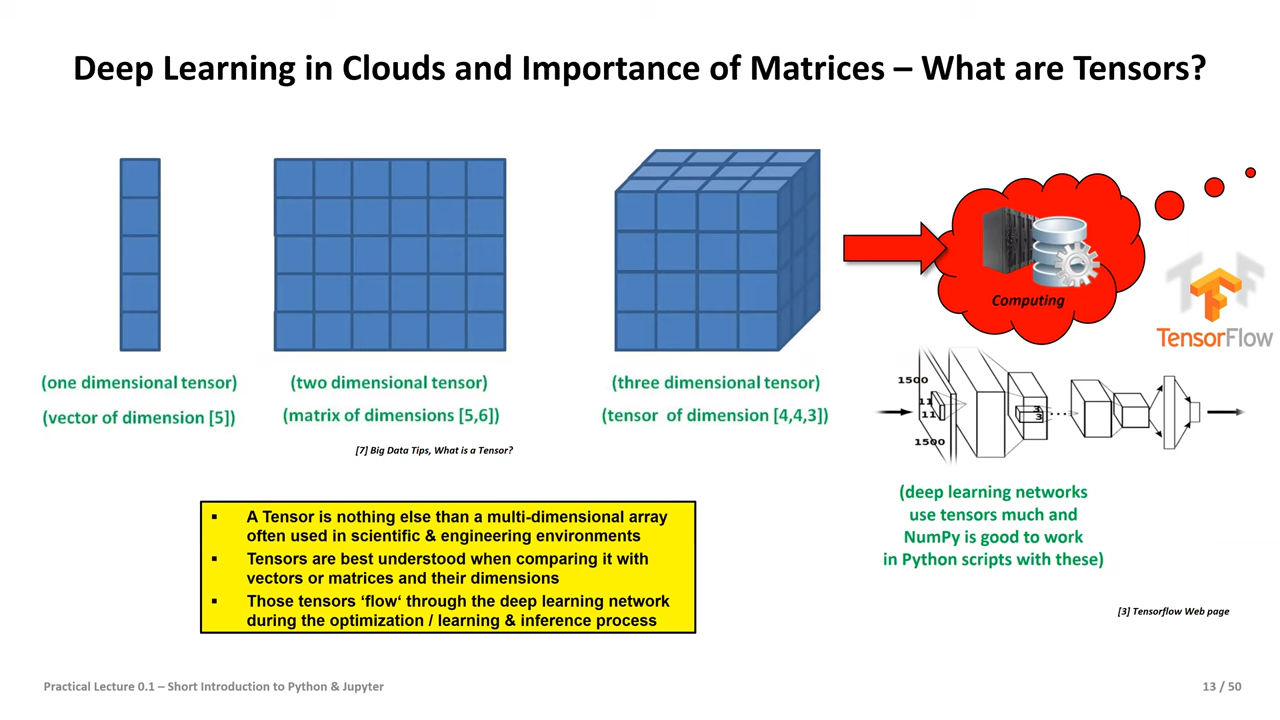 Deep Learning in Clouds and Importance of Matrices – What are Tensors?
(one dimensional tensor)
(vector of dimension [5])
(two dimensional tensor)
(matrix of dimensions [5,6])
(three dimensional tensor)
(tensor of dimension [4,4,3])
[7] Big Data Tips, What is a Tensor?
Computing
TensorFlow
1500
11
11
1500
3
3
(deep learning networks
use tensors much and
NumPy is good to work
in Python scripts with these)
[3] Tensorflow Web page
▪ A Tensor is nothing else than a multi-dimensional array
often used in scientific & engineering environments
▪ Tensors are best understood when comparing it with
vectors or matrices and their dimensions
▪ Those tensors ‘flow‘ through the deep learning network
during the optimization / learning & inference process
Practical Lecture 0.1 – Short Introduction to Python & Jupyter
13 / 50